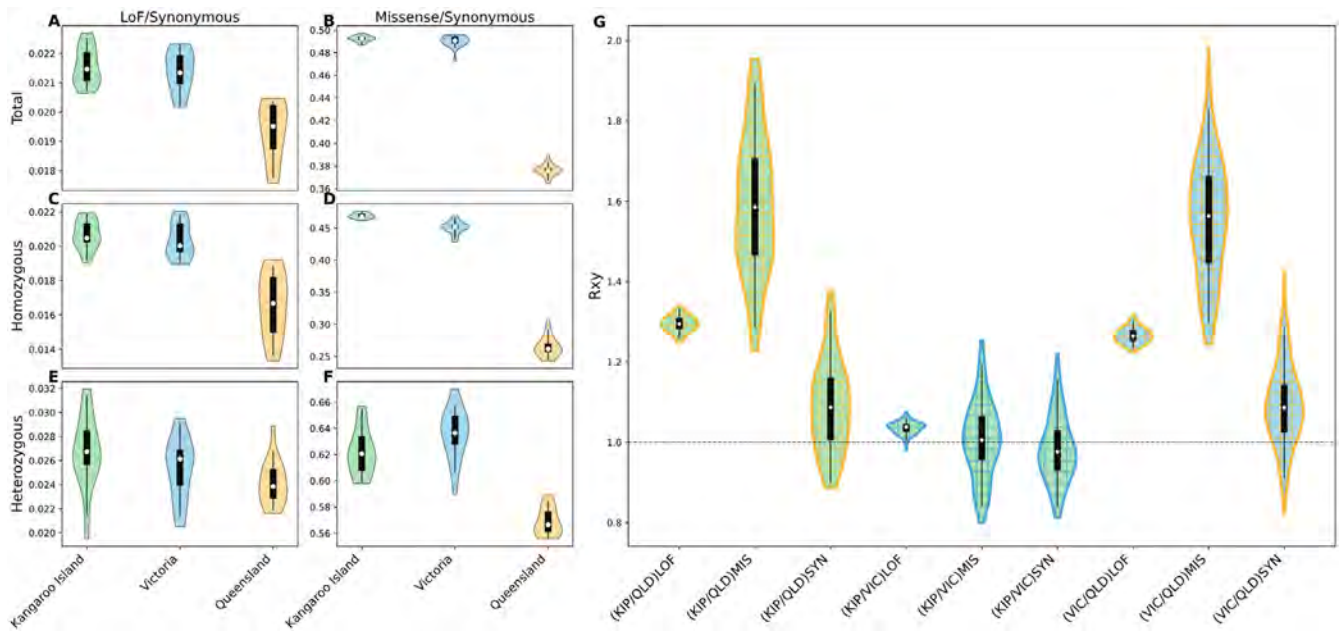 A LoF/Synonymous
B Missense/Synonymous
G
Total
0.022
0.021
0.020
0.019
0.018
0.50
0.48
0.46
0.44
0.42
0.40
0.38
0.36
C
D
Homozygous
0.022
0.020
0.018
0.016
0.014
0.45
0.40
0.35
0.30
0.25
E
F
Heterozygous
0.032
0.030
0.028
0.026
0.024
0.022
0.020
0.66
0.64
0.62
0.60
0.58
0.56
Kangaroo Island
Victoria
Queensland
Kangaroo Island
Victoria
Queensland
Rxy
2.0
1.8
1.6
1.4
1.2
1.0
0.8
(KIP/QLD)LOF
(KIP/QLD)MIS
(KIP/QLD)SYN
(KIP/VIC)LOF
(KIP/VIC)MIS
(KIP/VIC)SYN
(VIC/QLD)LOF
(VIC/QLD)MIS
(VIC/QLD)SYN